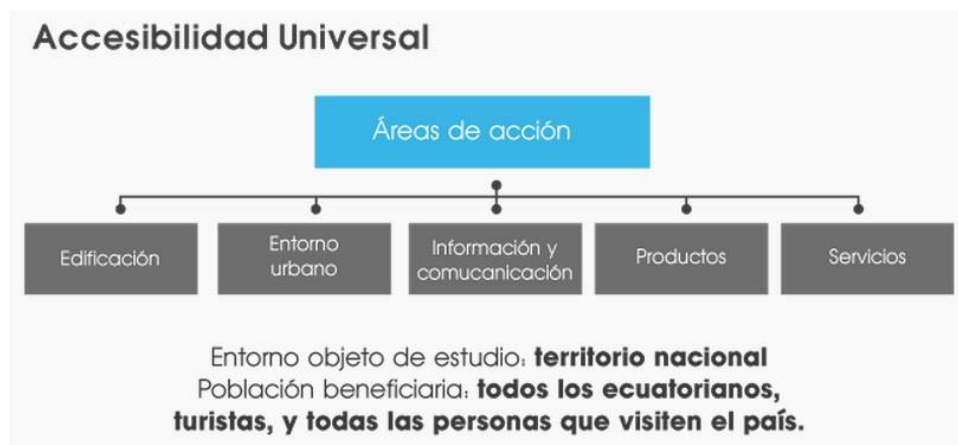 Accesibilidad Universal
Áreas de acción
Edificación
Entorno
urbano
Información y
comucanicación
Productos
Servicios
Entorno objeto de estudio: territorio nacional
Población beneficiaria: todos los ecuatorianos,
turistas, y todas las personas que visiten el país.